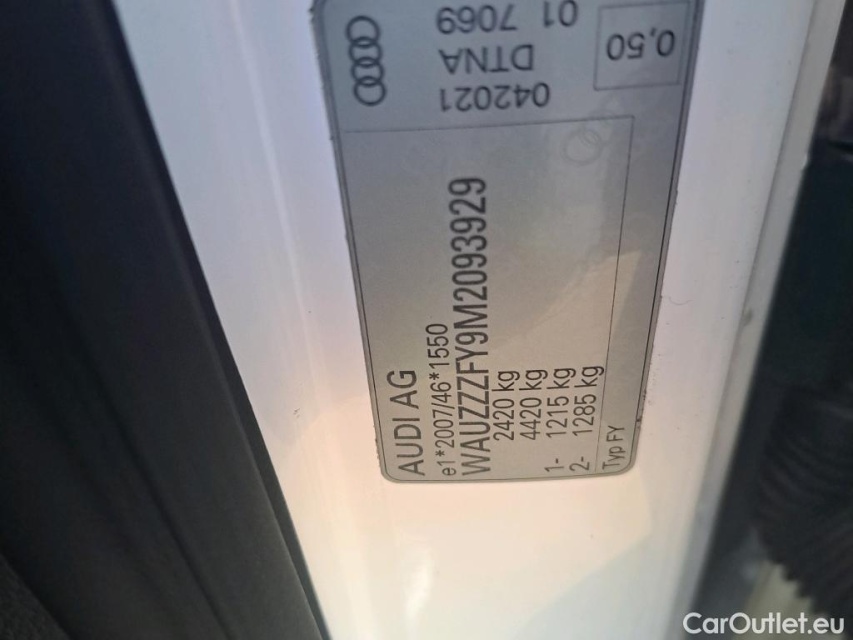 AUDI AG
e1*2007/46*1550
WAUZZZFY9M2093929
2420 kg
4420 kg
1- 1215 kg
2- 1285 kg
Typ FY
042021
DTNA
01 7069
0,50
CarOutlet.eu